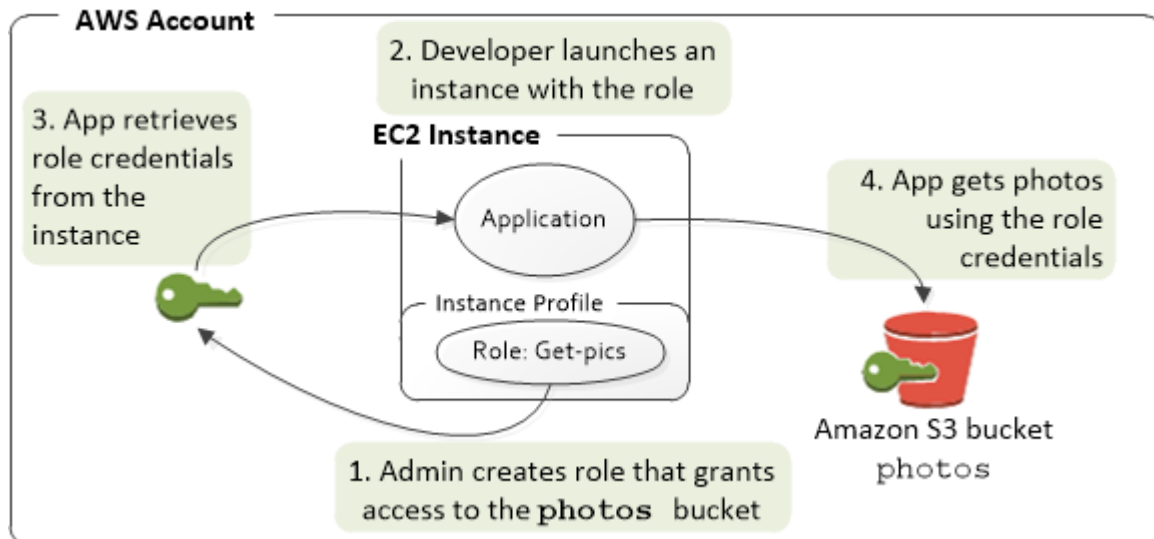 AWS Account
2. Developer launches an
instance with the role
3. App retrieves
role credentials
from the
instance
EC2 Instance
Application
4. App gets photos
using the role
credentials
Instance Profile
Role: Get-pics
Amazon S3 bucket
photos
1. Admin creates role that grants
access to the photos bucket